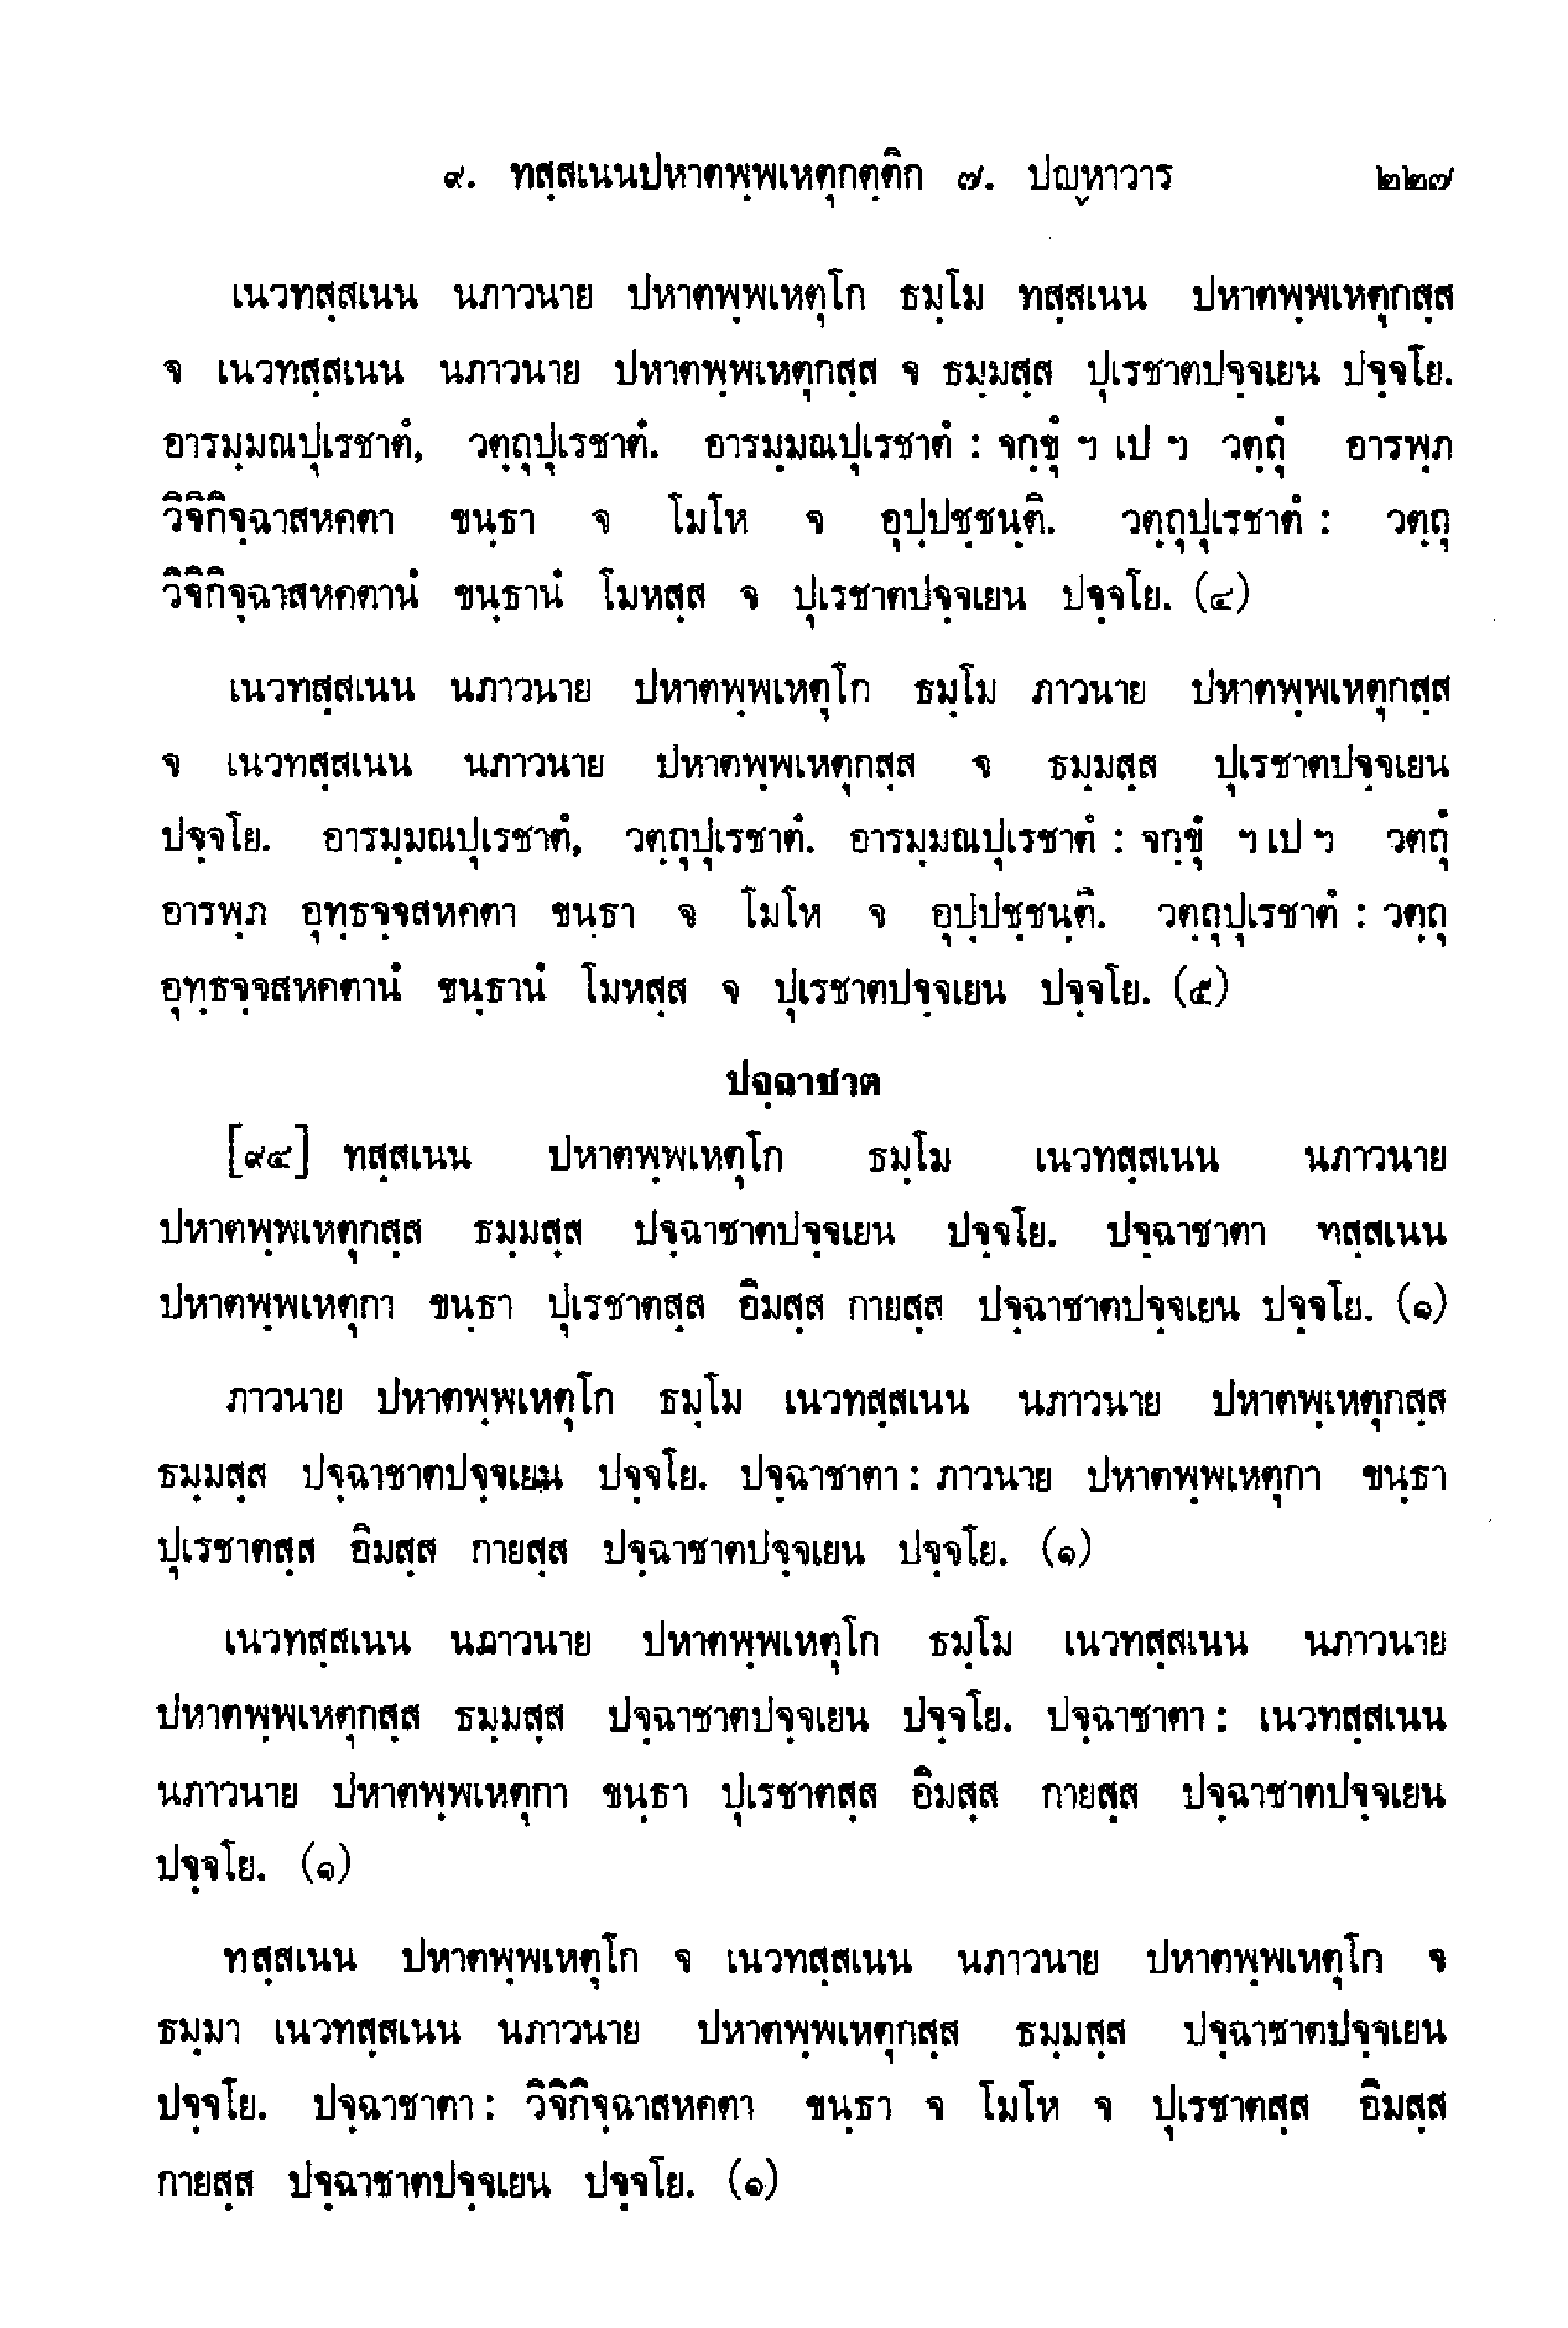 ๙. ทสฺสเนนปหาตพฺพเหตุกตฺติก ๗. ปญฺหาวาร ๒๒๗
เนวทสฺสเนน นภาวนาย ปหาตพฺพเหตุโก ธมฺโม ทสฺสเนน ปหาตพฺพเหตุกสฺส
จ เนวทสฺสเนน นภาวนาย ปหาตพฺพเหตุกสฺส จ ธมฺมสฺส ปุเรชาตปจฺจเยน ปจฺจโย.
อารมฺมณปุเรชาตํ, วตฺถุปุเรชาตํ. อารมฺมณปุเรชาตํ : จกฺขุํ ฯ เป ฯ วตฺถุํ อารพฺภ
วิจิกิจฺฉาสหคตา ขนฺธา จ โมโห จ อุปฺปชฺชนฺติ. วตฺถุปุเรชาตํ : วตฺถุ
วิจิกิจฺฉาสหคตานํ ขนฺธานํ โมหสฺส จ ปุเรชาตปจฺจเยน ปจฺจโย. (๔)
เนวทสฺสเนน นภาวนาย ปหาตพฺพเหตุโก ธมฺโม ภาวนาย ปหาตพฺพเหตุกสฺส
จ เนวทสฺสเนน นภาวนาย ปหาตพฺพเหตุกสฺส จ ธมฺมสฺส ปุเรชาตปจฺจเยน
ปจฺจโย. อารมฺมณปุเรชาตํ, วตฺถุปุเรชาตํ. อารมฺมณปุเรชาตํ : จกฺขุํ ฯ เป ฯ วตถุํ
อารพฺภ อุทฺธจฺจสหคตา ขนฺธา จ โมโห จ อุปฺปชฺชนฺติ. วตฺถุปุเรชาตํ : วตฺถุ
อุทฺธจฺจสหคตานํ ขนฺธานํ โมหสฺส จ ปุเรชาตปจฺจเยน ปจฺจโย. (๕)
ปจฺฉาชาต
[๙๔] ทสฺสเนน ปหาตพฺพเหตุโก ธมฺโม เนวทสฺสเนน นภาวนาย
ปหาตพฺพเหตุกสฺส ธมฺมสฺส ปจฺฉาชาตปจฺจเยน ปจฺจโย. ปจฺฉาชาตา ทสฺสเนน
ปหาตพฺพเหตุกา ขนฺธา ปุเรชาตสฺส อิมสฺส กายสฺส ปจฺฉาชาตปจฺจเยน ปจฺจโย. (๑)
ภาวนาย ปหาตพฺพเหตุโก ธมฺโม เนวทสฺสเนน นภาวนาย ปหาตพฺเหตุกสฺส
ธมฺมสฺส ปจฺฉาชาตปจฺจเยน ปจฺจโย. ปจฺฉาชาตา : ภาวนาย ปหาตพฺพเหตุกา ขนฺธา
ปุเรชาตสฺส อิมสฺส กายสฺส ปจฺฉาชาตปจฺจเยน ปจฺจโย. (๑)
เนวทสฺสเนน นภาวนาย ปหาตพฺพเหตุโก ธมฺโม เนวทสฺสเนน นภาวนาย
ปหาตพฺพเหตุกสฺส ธมฺมสฺส ปจฺฉาชาตปจฺจเยน ปจฺจโย. ปจฺฉาชาตา : เนวทสฺสเนน
นภาวนาย ปหาตพฺพเหตุกา ขนฺธา ปุเรชาตสฺส อิมสฺส กายสฺส ปจฺฉาชาตปจฺจเยน
ปจฺจโย. (๑)
ทสฺสเนน ปหาตพฺพเหตุโก จ เนวทสฺสเนน นภาวนาย ปหาตพฺพเหตุโก จ
ธมฺมา เนวทสฺสเนน นภาวนาย ปหาตพฺพเหตุกสฺส ธมฺมสฺส ปจฺฉาชาตปจฺจเยน
ปจฺจโย. ปจฺฉาชาตา : วิจิกิจฺฉาสหคตา ขนฺธา จ โมโห จ ปุเรชาตสฺส อิมสฺส
กายสฺส ปจฺฉาชาตปจฺจเยน ปจฺจโย. (๑)